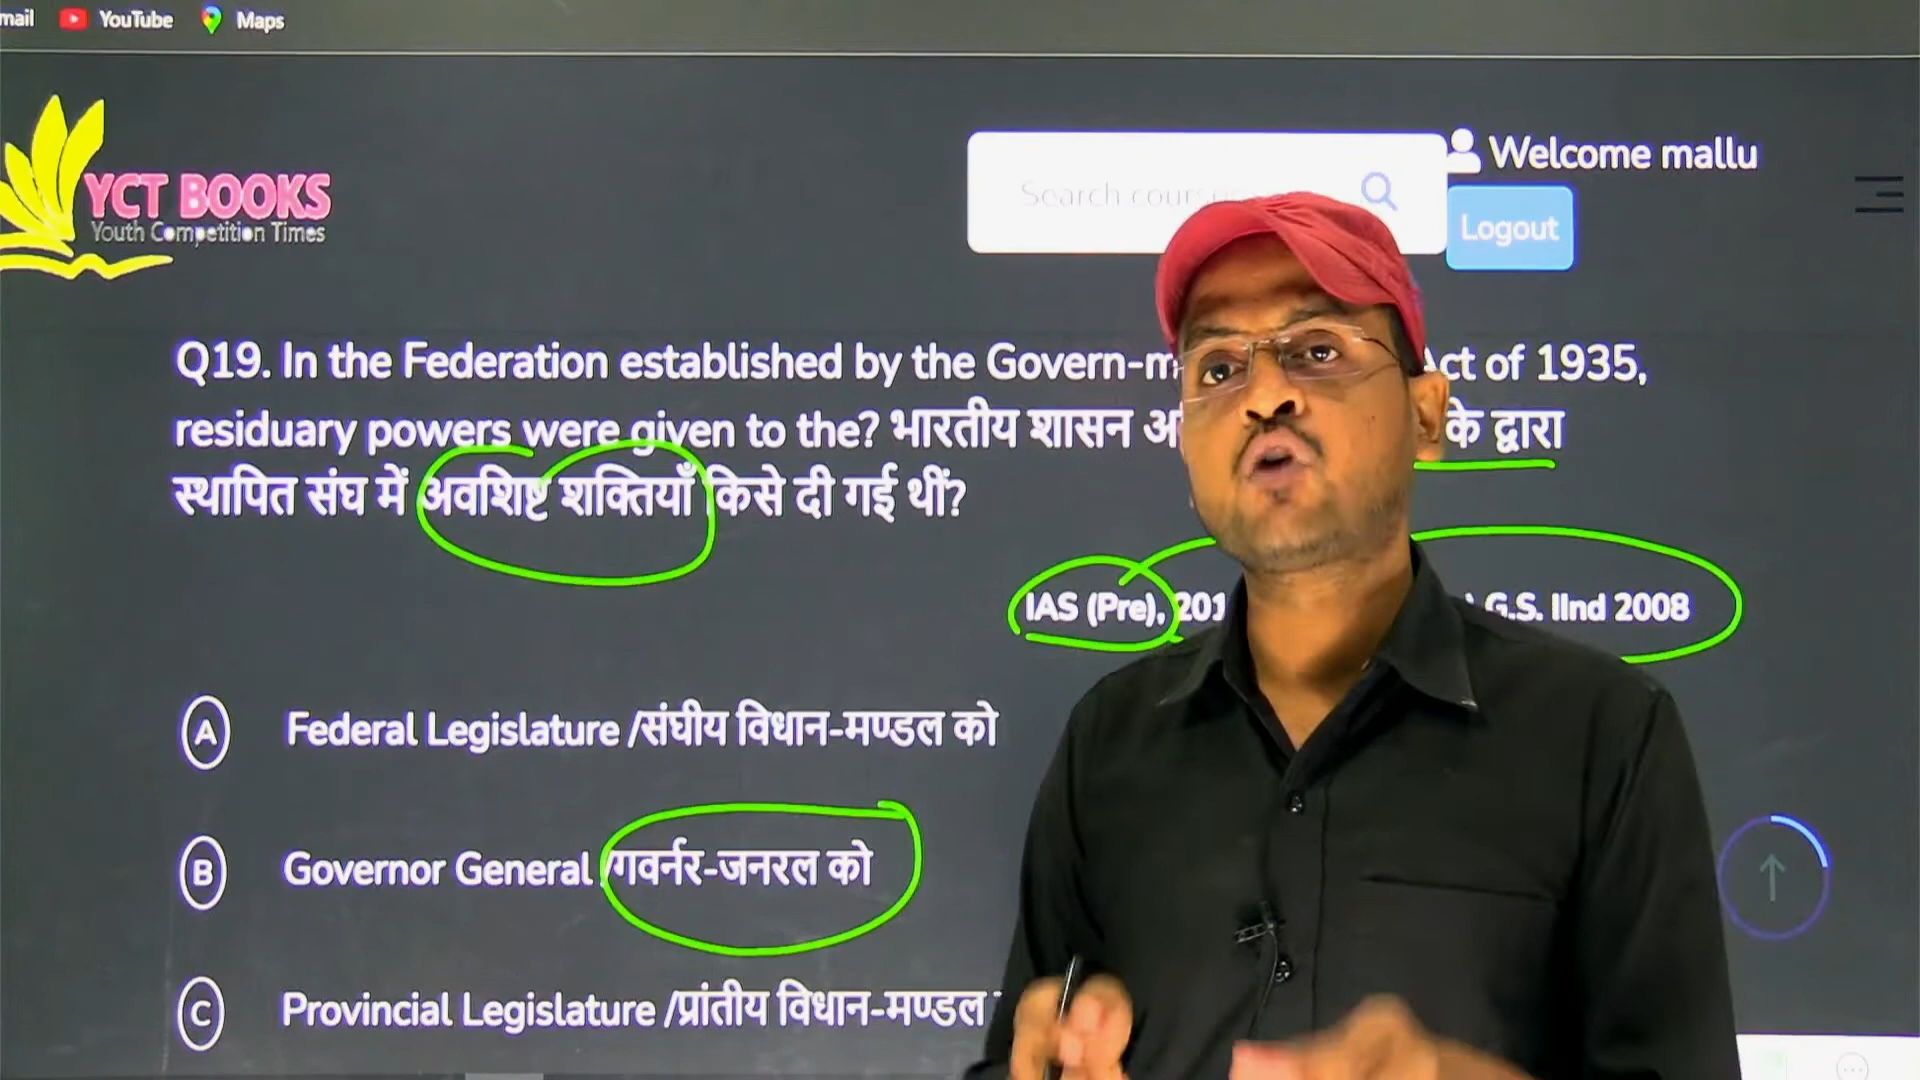 YouTube
Maps
YCT BOOKS
Youth Competition Times
Search
Welcome mallu
Logout
Q19. In the Federation established by the Govern-m Act of 1935,
residuary powers were given to the? भारतीय शासन के द्वारा
स्थापित संघ में अवशिष्ट शक्तियाँ किसे दी गई थीं?
IAS (Pre), 201 G.S. IInd 2008
A Federal Legislature /संघीय विधान-मण्डल को
B Governor General /गवर्नर-जनरल को
C Provincial Legislature /प्रांतीय विधान-मण्डल